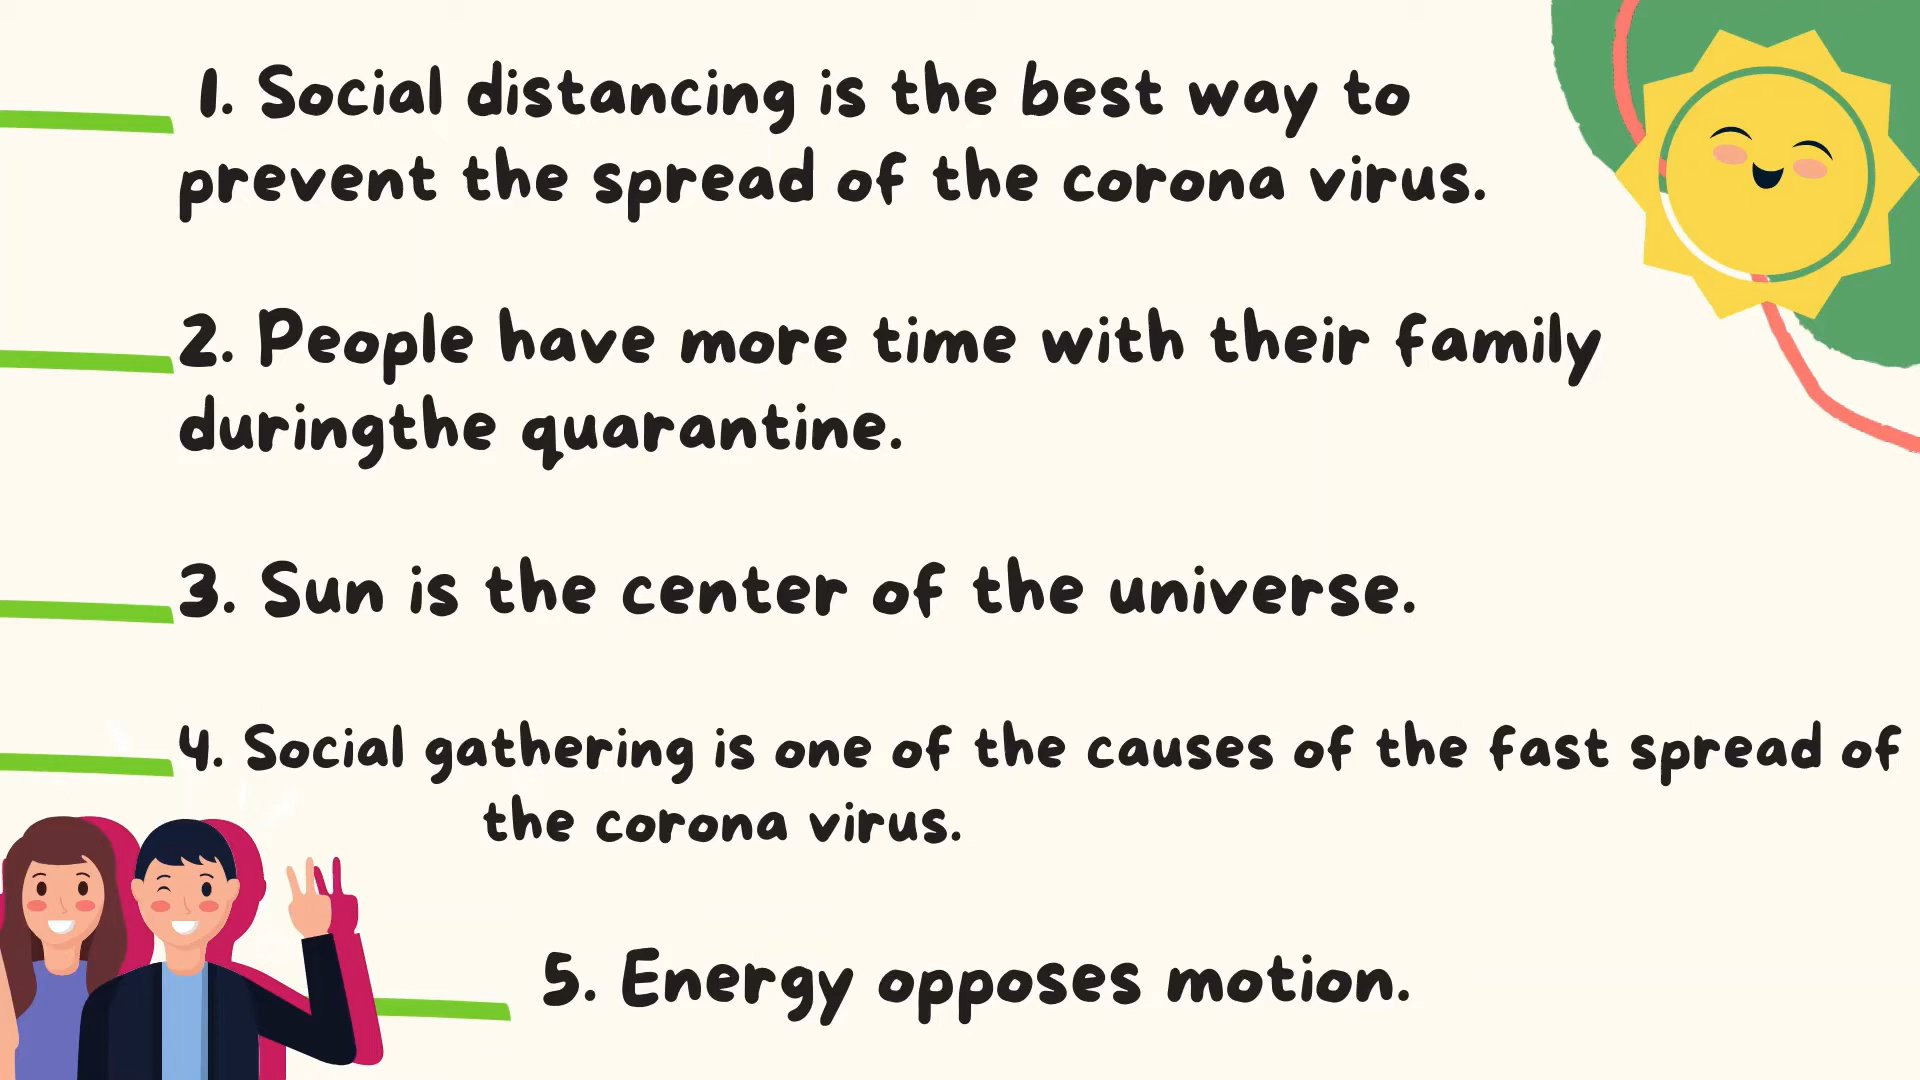 1. Social distancing is the best way to
prevent the spread of the corona virus.
2. People have more time with their family
duringthe quarantine.
3. Sun is the center of the universe.
4. Social gathering is one of the causes of the fast spread of
the corona virus.
5. Energy opposes motion.